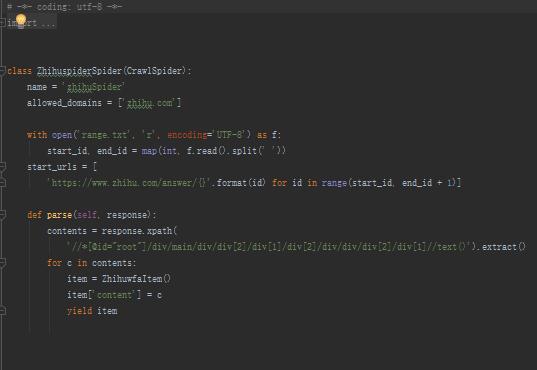 # -*- coding: utf-8 -*-
import ...
class ZhihuspiderSpider(CrawlSpider):
name = 'zhihuSpider'
allowed_domains = ['zhihu.com']
with open('range.txt', 'r', encoding='UTF-8') as f:
start_id, end_id = map(int, f.read().split(' '))
start_urls = [
'https://www.zhihu.com/answer/{}'.format(id) for id in range(start_id, end_id + 1)]
def parse(self, response):
contents = response.xpath(
'//*[@id="root"]/div/main/div/div[2]/div[1]/div[2]/div/div/div[2]/div[1]//text()').extract()
for c in contents:
item = ZhihuwfaItem()
item['content'] = c
yield item